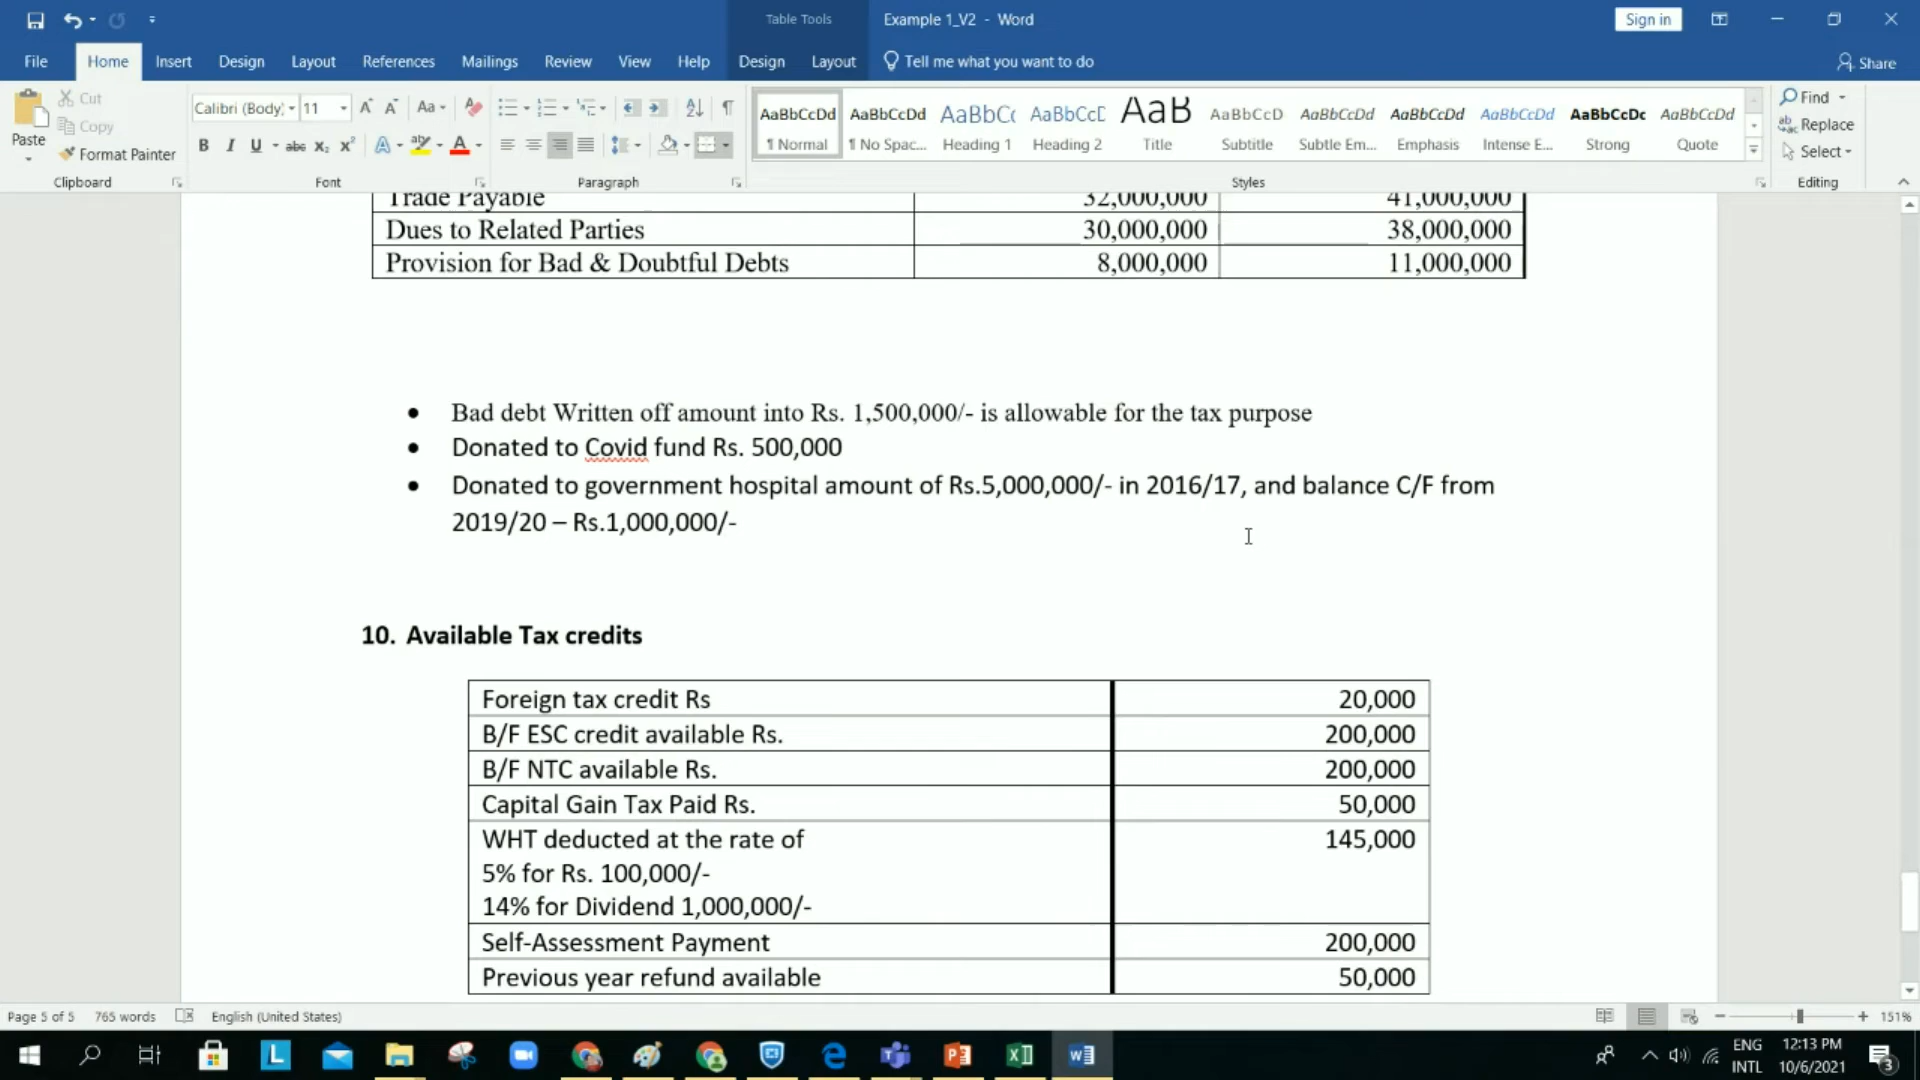 Table Tools
Example 1_V2 - Word
Sign in
File Home Insert Design Layout References Mailings Review View Help Design Layout Tell me what you want to do
Share
Paste
Cut
Copy
Format Painter
Clipboard
Calibri (Body) 11
Font
Paragraph
AaBbCcDd AaBbCcDd AaBbCc AaBbCcD AaB AaBbCcD AaBbCcDd AaBbCcDd AaBbCcDd AaBbCcDc AaBbCcDd
¶ Normal ¶ No Spac... Heading 1 Heading 2 Title Subtitle Subtle Em... Emphasis Intense E... Strong Quote
Styles
Find
Replace
Select
Editing
Trade Payable 32,000,000 41,000,000
Dues to Related Parties 30,000,000 38,000,000
Provision for Bad & Doubtful Debts 8,000,000 11,000,000
• Bad debt Written off amount into Rs. 1,500,000/- is allowable for the tax purpose
• Donated to Covid fund Rs. 500,000
• Donated to government hospital amount of Rs.5,000,000/- in 2016/17, and balance C/F from
2019/20 – Rs.1,000,000/-
10. Available Tax credits
Foreign tax credit Rs 20,000
B/F ESC credit available Rs. 200,000
B/F NTC available Rs. 200,000
Capital Gain Tax Paid Rs. 50,000
WHT deducted at the rate of 145,000
5% for Rs. 100,000/-
14% for Dividend 1,000,000/-
Self-Assessment Payment 200,000
Previous year refund available 50,000
Page 5 of 5 765 words English (United States) 151%
ENG
INTL
12:13 PM
10/6/2021
3